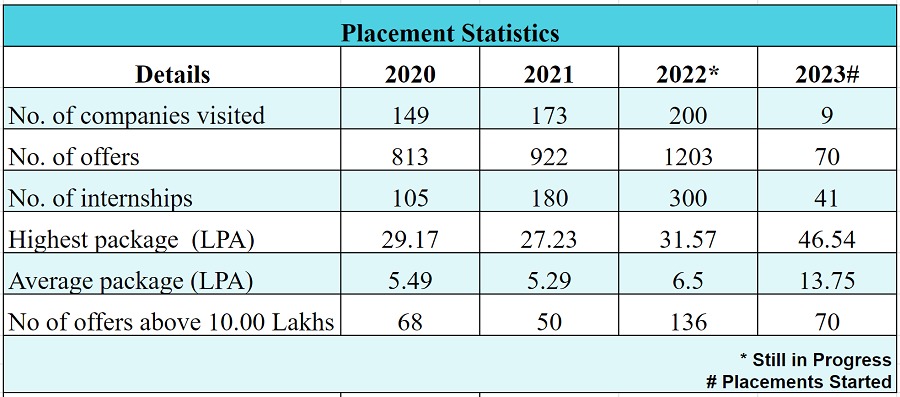 Placement Statistics
Details 2020 2021 2022* 2023#
No. of companies visited 149 173 200 9
No. of offers 813 922 1203 70
No. of internships 105 180 300 41
Highest package (LPA) 29.17 27.23 31.57 46.54
Average package (LPA) 5.49 5.29 6.5 13.75
No of offers above 10.00 Lakhs 68 50 136 70
* Still in Progress
# Placements Started